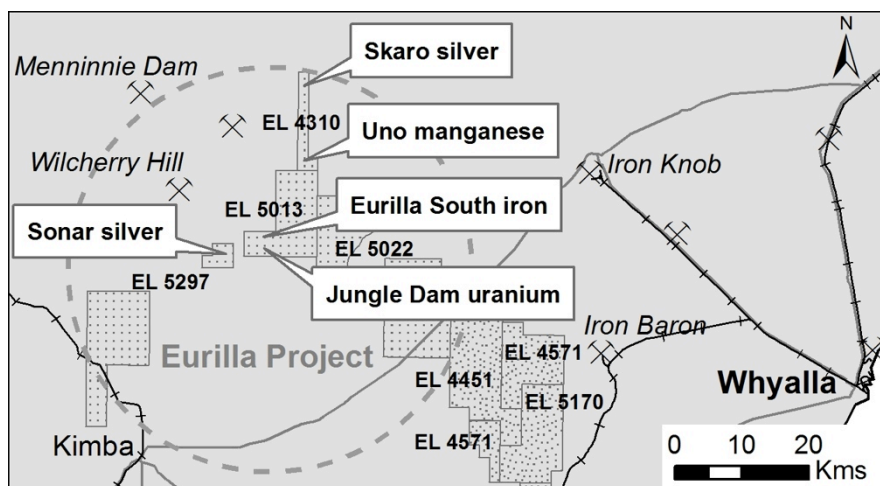 Skaro silver
N
Menninnie Dam
EL 4310
Uno manganese
Wilcherry Hill
Iron Knob
EL 5013
Eurilla South iron
Sonar silver
EL 5022
EL 5297
Jungle Dam uranium
Iron Baron
Eurilla Project
EL 4571
EL 4451
Whyalla
EL 5170
Kimba
EL 4571
0 10 20
Kms